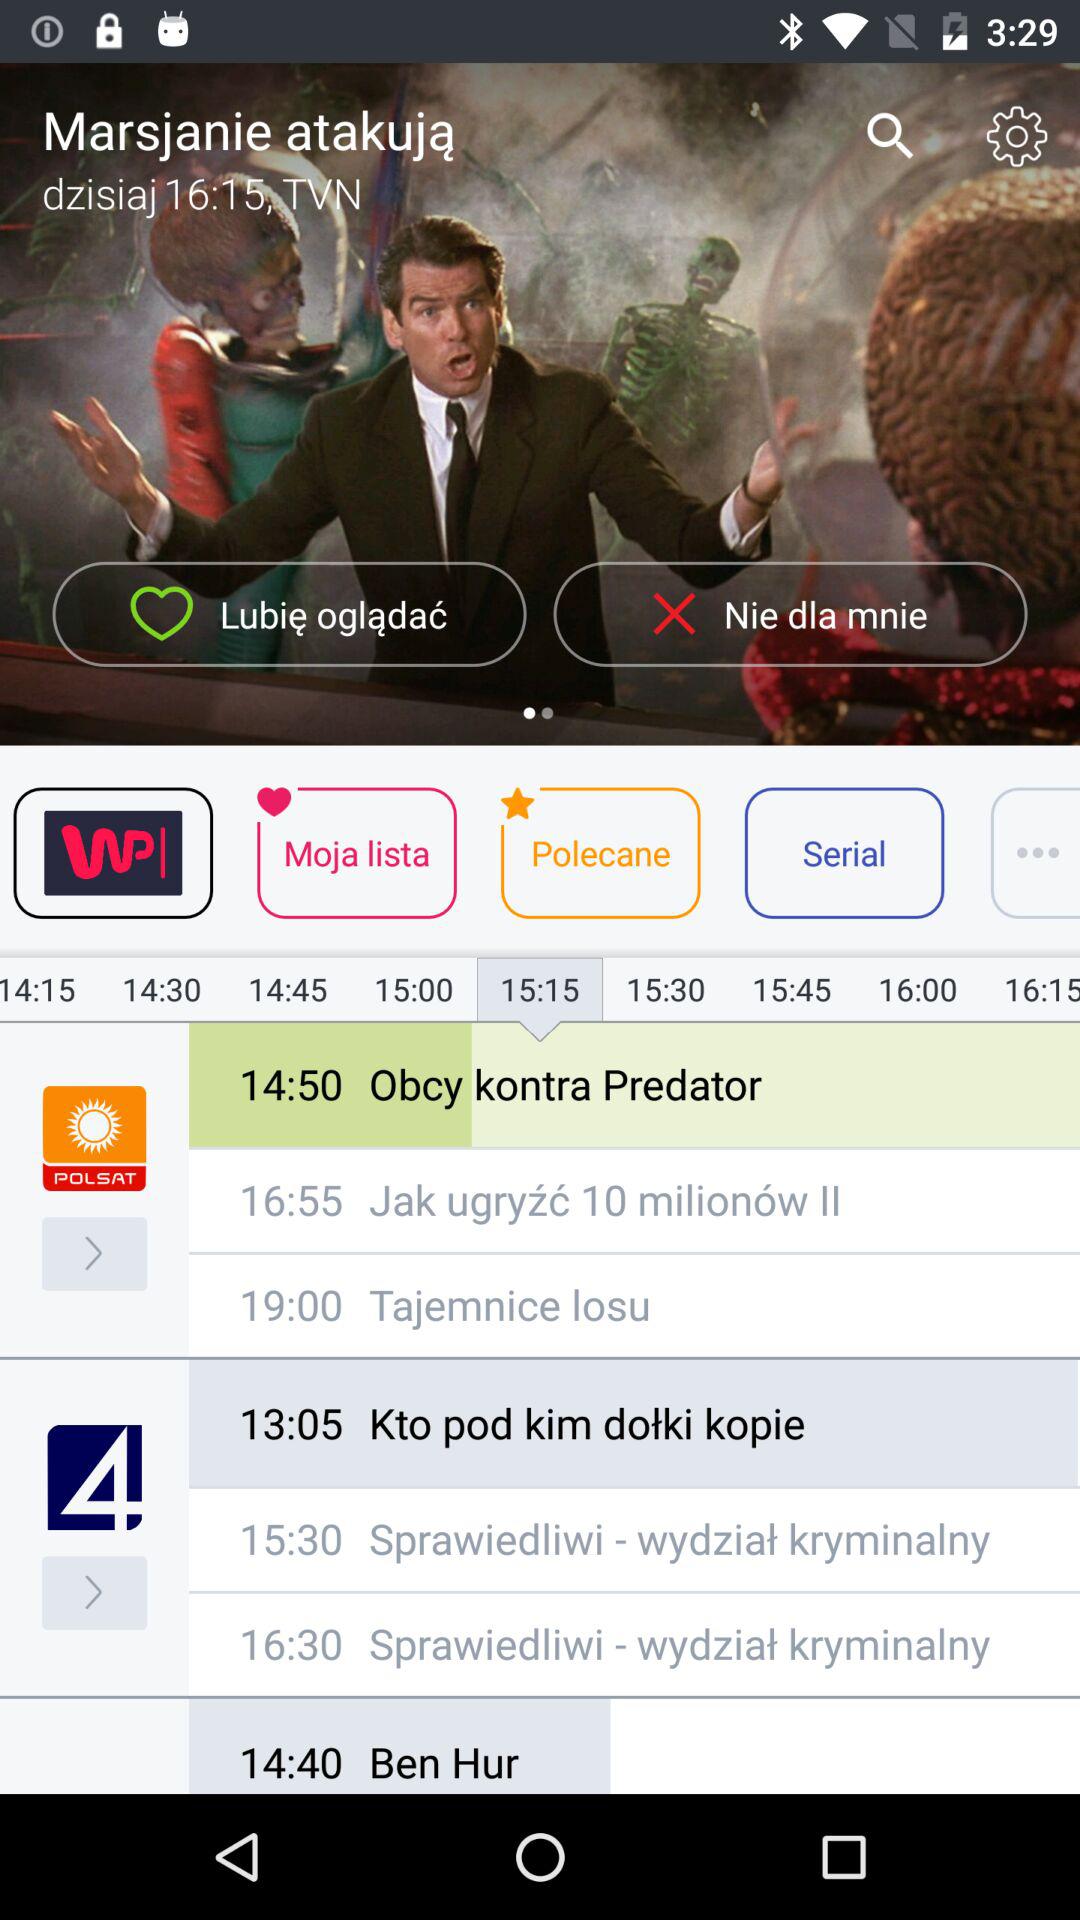 3:29
Marsjanie atakują
dzisiaj 16:15, TVN
Lubię oglądać
Nie dla mnie
WP
Moja lista
Polecane
Serial
14:15 14:30 14:45 15:00 15:15 15:30 15:45 16:00 16:15
14:50 Obcy kontra Predator
POLSAT
16:55 Jak ugryźć 10 milionów II
19:00 Tajemnice losu
13:05 Kto pod kim dołki kopie
4
15:30 Sprawiedliwi - wydział kryminalny
16:30 Sprawiedliwi - wydział kryminalny
14:40 Ben Hur